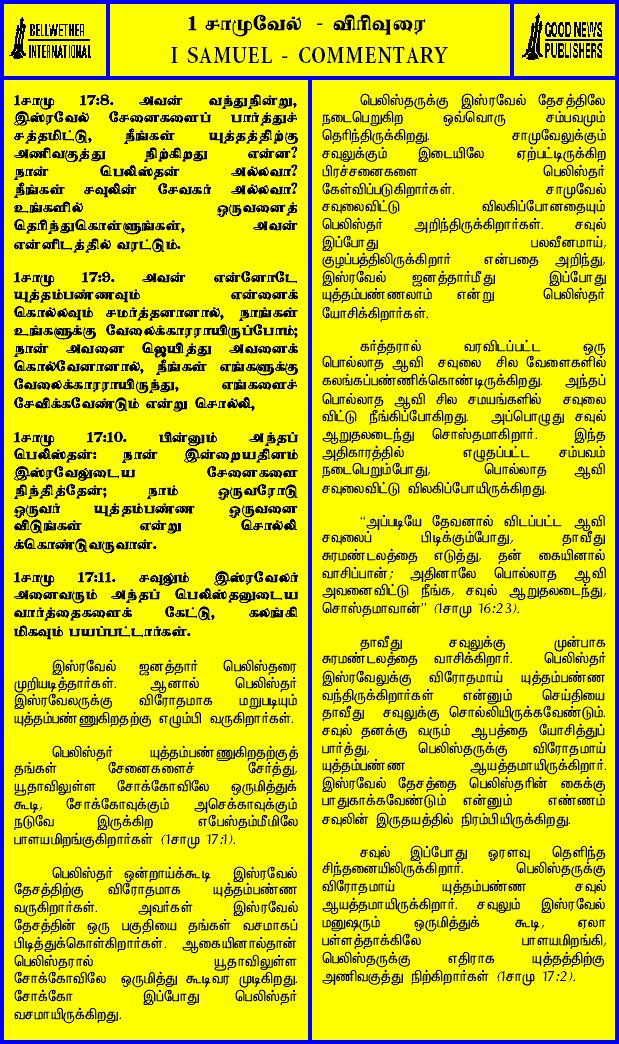 BELLWETHER
INTERNATIONAL
1 சாமுவேல் - விரிவுரை
I SAMUEL - COMMENTARY
GOOD NEWS
PUBLISHERS
1சாமு 17:8. அவன் வந்துநின்று,
இஸ்ரவேல் சேனைகளைப் பார்த்துச்
சத்தமிட்டு, நீங்கள் யுத்தத்திற்கு
அணிவகுத்து நிற்கிறது என்ன?
நான் பெலிஸ்தன் அல்லவா?
நீங்கள் சவுலின் சேவகர் அல்லவா?
உங்களில் ஒருவனைத்
தெரிந்துகொள்ளுங்கள், அவன்
என்னிடத்தில் வரட்டும்.
1சாமு 17:9. அவன் என்னோடே
யுத்தம்பண்ணவும் என்னைக்
கொல்லவும் சமர்த்தனானால், நாங்கள்
உங்களுக்கு வேலைக்காரராயிருப்போம்;
நான் அவனை ஜெயித்து அவனைக்
கொல்வேனானால், நீங்கள் எங்களுக்கு
வேலைக்காரராயிருந்து, எங்களைச்
சேவிக்கவேண்டும் என்று சொல்லி,
1சாமு 17:10. பின்னும் அந்தப்
பெலிஸ்தன்: நான் இன்றையதினம்
இஸ்ரவேலுடைய சேனைகளை
நிந்தித்தேன்; நாம் ஒருவரோடு
ஒருவர் யுத்தம்பண்ண ஒருவனை
விடுங்கள் என்று சொல்லி
க்கொண்டுவருவான்.
1சாமு 17:11. சவுலும் இஸ்ரவேலர்
அனைவரும் அந்தப் பெலிஸ்தனுடைய
வார்த்தைகளைக் கேட்டு, கலங்கி
மிகவும் பயப்பட்டார்கள்.
இஸ்ரவேல் ஜனத்தார் பெலிஸ்தரை
முறியடித்தார்கள். ஆனால் பெலிஸ்தர்
இஸ்ரவேலருக்கு விரோதமாக மறுபடியும்
யுத்தம்பண்ணுகிறதற்கு எழும்பி வருகிறார்கள்.
பெலிஸ்தர் யுத்தம்பண்ணுகிறதற்குத்
தங்கள் சேனைகளைச் சேர்த்து,
யூதாவிலுள்ள சோக்கோவிலே ஒருமித்துக்
கூடி, சோக்கோவுக்கும் அசெக்காவுக்கும்
நடுவே இருக்கிற எபேஸ்தம்மீமிலே
பாளயமிறங்குகிறார்கள் (1சாமு 17:1).
பெலிஸ்தர் ஒன்றாய்க்கூடி இஸ்ரவேல்
தேசத்திற்கு விரோதமாக யுத்தம்பண்ண
வருகிறார்கள். அவர்கள் இஸ்ரவேல்
தேசத்தின் ஒரு பகுதியை தங்கள் வசமாகப்
பிடித்துக்கொள்கிறார்கள். ஆகையினால்தான்
பெலிஸ்தரால் யூதாவிலுள்ள
சோக்கோவிலே ஒருமித்து கூடிவர முடிகிறது.
சோக்கோ இப்போது பெலிஸ்தர்
வசமாயிருக்கிறது.
பெலிஸ்தருக்கு இஸ்ரவேல் தேசத்திலே
நடைபெறுகிற ஒவ்வொரு சம்பவமும்
தெரிந்திருக்கிறது. சாமுவேலுக்கும்
சவுலுக்கும் இடையிலே ஏற்பட்டிருக்கிற
பிரச்சனைகளை பெலிஸ்தர்
கேள்விப்படுகிறார்கள். சாமுவேல்
சவுலைவிட்டு விலகிப்போனதையும்
பெலிஸ்தர் அறிந்திருக்கிறார்கள். சவுல்
இப்போது பலவீனமாய்,
குழப்பத்திலிருக்கிறார் என்பதை அறிந்து,
இஸ்ரவேல் ஜனத்தார்மீது இப்போது
யுத்தம்பண்ணலாம் என்று பெலிஸ்தர்
யோசிக்கிறார்கள்.
கர்த்தரால் வரவிடப்பட்ட ஒரு
பொல்லாத ஆவி சவுலை சில வேளைகளில்
கலங்கப்பண்ணிக்கொண்டிருக்கிறது. அந்தப்
பொல்லாத ஆவி சில சமயங்களில் சவுலை
விட்டு நீங்கிப்போகிறது. அப்பொழுது சவுல்
ஆறுதலடைந்து சொஸ்தமாகிறார். இந்த
அதிகாரத்தில் எழுதப்பட்ட சம்பவம்
நடைபெறும்போது, பொல்லாத ஆவி
சவுலைவிட்டு விலகிப்போயிருக்கிறது.
“அப்படியே தேவனால் விடப்பட்ட ஆவி
சவுலைப் பிடிக்கும்போது, தாவீது
சுரமண்டலத்தை எடுத்து, தன் கையினால்
வாசிப்பான்; அதினாலே பொல்லாத ஆவி
அவனைவிட்டு நீங்க, சவுல் ஆறுதலடைந்து,
சொஸ்தமாவான்” (1சாமு 16:23).
தாவீது சவுலுக்கு முன்பாக
சுரமண்டலத்தை வாசிக்கிறார். பெலிஸ்தர்
இஸ்ரவேலுக்கு விரோதமாய் யுத்தம்பண்ண
வந்திருக்கிறார்கள் என்னும் செய்தியை
தாவீது சவுலுக்கு சொல்லியிருக்கவேண்டும்.
சவுல் தனக்கு வரும் ஆபத்தை யோசித்துப்
பார்த்து, பெலிஸ்தருக்கு விரோதமாய்
யுத்தம்பண்ண ஆயத்தமாயிருக்கிறார்.
இஸ்ரவேல் தேசத்தை பெலிஸ்தரின் கைக்கு
பாதுகாக்கவேண்டும் என்னும் எண்ணம்
சவுலின் இருதயத்தில் நிரம்பியிருக்கிறது.
சவுல் இப்போது ஓரளவு தெளிந்த
சிந்தனையிலிருக்கிறார். பெலிஸ்தருக்கு
விரோதமாய் யுத்தம்பண்ண சவுல்
ஆயத்தமாயிருக்கிறார். சவுலும் இஸ்ரவேல்
மனுஷரும் ஒருமித்துக் கூடி, ஏலா
பள்ளத்தாக்கிலே பாளயமிறங்கி,
பெலிஸ்தருக்கு எதிராக யுத்தத்திற்கு
அணிவகுத்து நிற்கிறார்கள் (1சாமு 17:2).